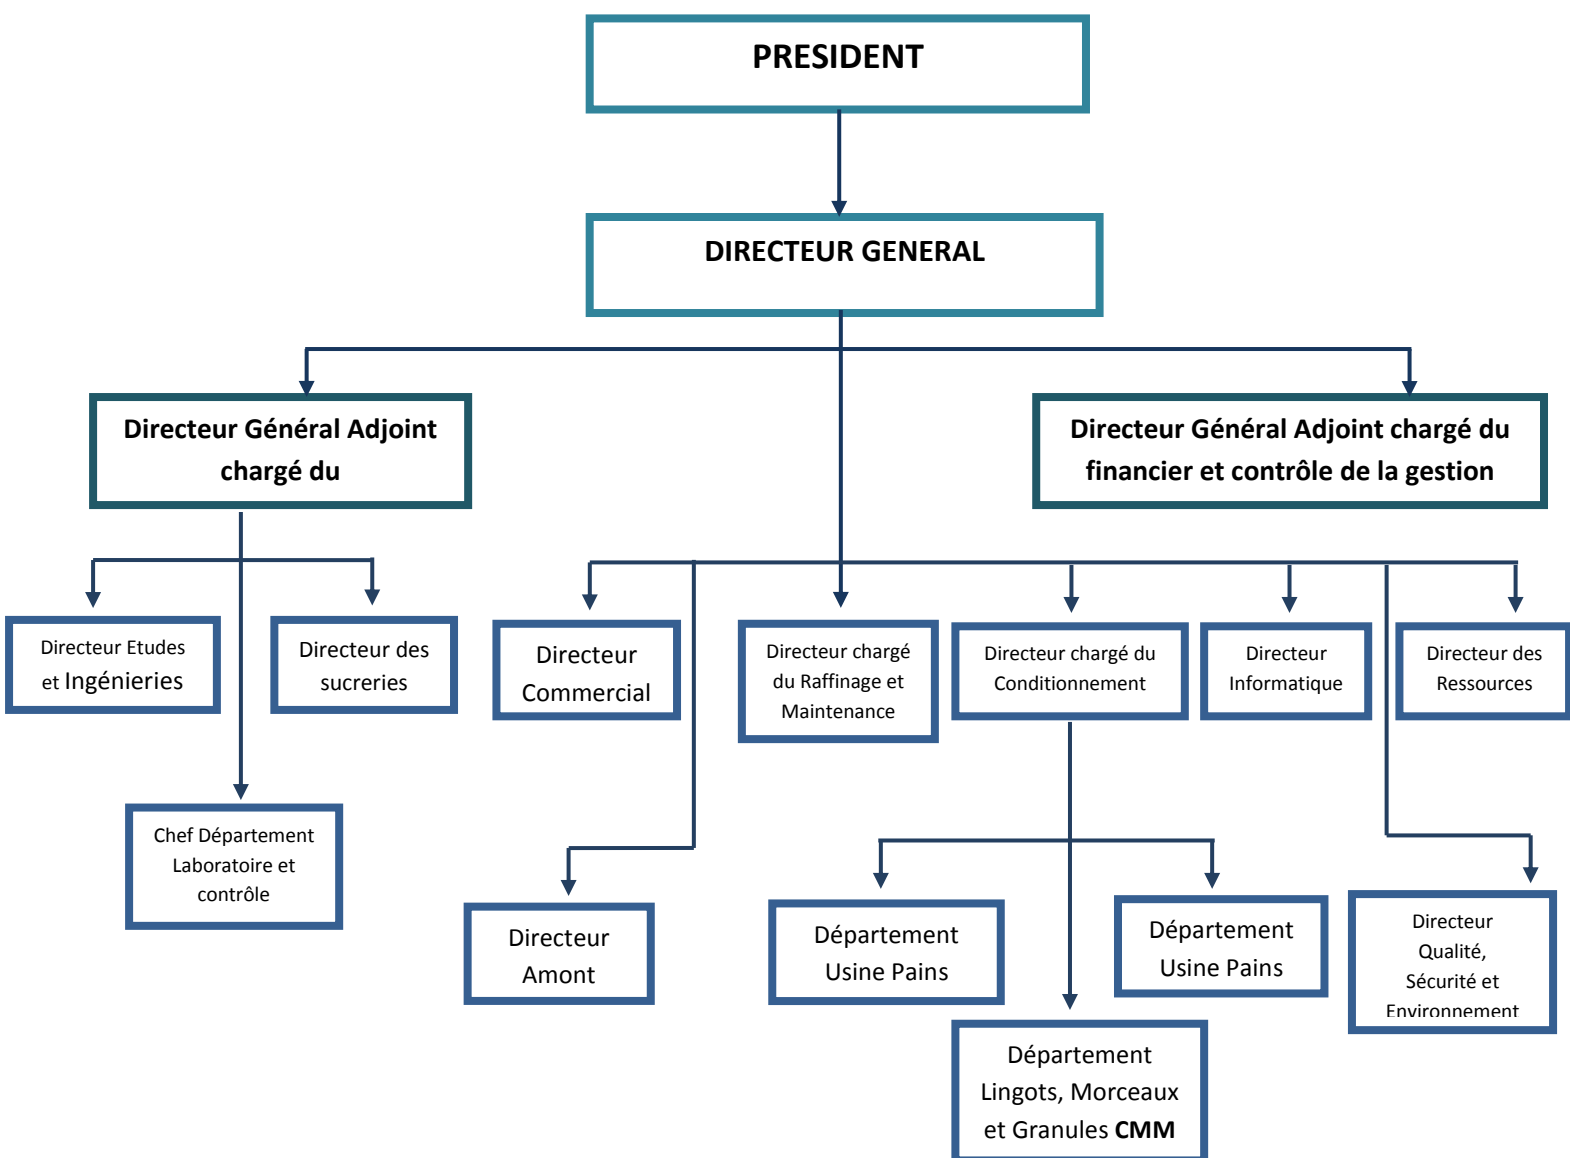 PRESIDENT
DIRECTEUR GENERAL
Directeur Général Adjoint
chargé du
Directeur Général Adjoint chargé du
financier et contrôle de la gestion
Directeur Etudes
et Ingénieries
Directeur des
sucreries
Directeur
Commercial
Directeur chargé
du Raffinage et
Maintenance
Directeur chargé du
Conditionnement
Directeur
Informatique
Directeur des
Ressources
Chef Département
Laboratoire et
contrôle
Directeur
Amont
Département
Usine Pains
Département
Usine Pains
Directeur
Qualité,
Sécurité et
Environnement
Département
Lingots, Morceaux
et Granules CMM